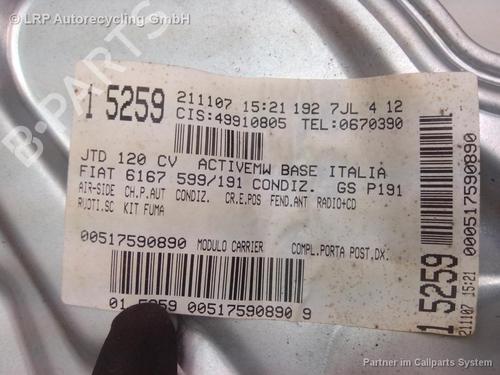 LRP Autorecycling GmbH
B-PARTS
1 5259
211107 15:21 192 7JL 4 12
CIS:49910805 TEL:0670390
JTD 120 CV ACTIVEMW BASE ITALIA
FIAT 6167 599/191 CONDIZ. GS P191
AIR-SIDE CH.P.AUT CONDIZ. CR.E.POS FEND.ANT RADIO+CD
RUOTI.SC KIT FUMA
00517590890 MODULO CARRIER COMPL.PORTA POST.DX.
01 5259 00517590890 9
000517590890
1 5259
211107 15:21
Partner im Callparts System